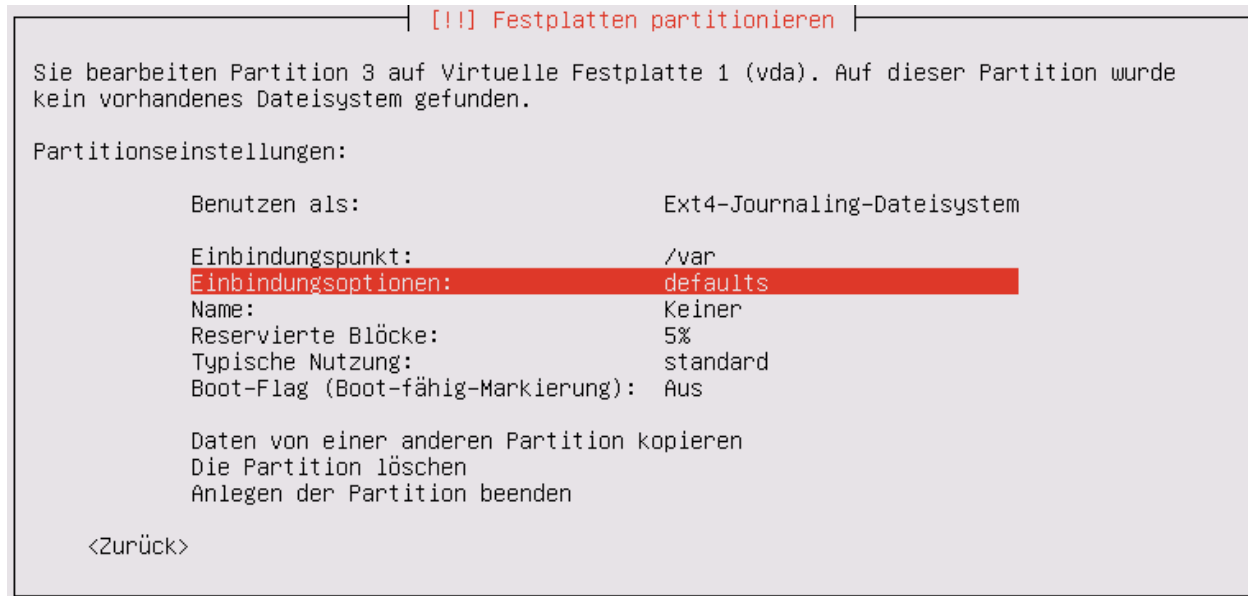 [!!] Festplatten partitionieren
Sie bearbeiten Partition 3 auf Virtuelle Festplatte 1 (vda). Auf dieser Partition wurde
kein vorhandenes Dateisystem gefunden.
Partitionseinstellungen:
Benutzen als: Ext4-Journaling-Dateisystem
Einbindungspunkt: /var
Einbindungsoptionen: defaults
Name: Keiner
Reservierte Blöcke: 5%
Typische Nutzung: standard
Boot-Flag (Boot-fähig-Markierung): Aus
Daten von einer anderen Partition kopieren
Die Partition löschen
Anlegen der Partition beenden
<Zurück>